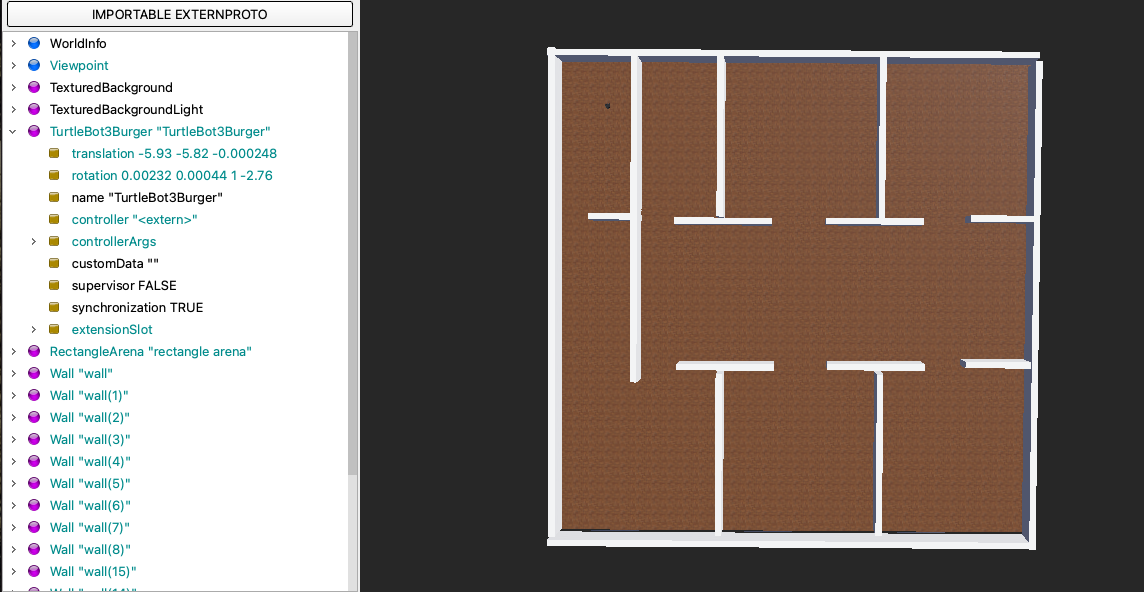 IMPORTABLE EXTERNPROTO
WorldInfo
Viewpoint
TexturedBackground
TexturedBackgroundLight
TurtleBot3Burger "TurtleBot3Burger"
translation -5.93 -5.82 -0.000248
rotation 0.00232 0.00044 1 -2.76
name "TurtleBot3Burger"
controller "<extern>"
controllerArgs
customData ""
supervisor FALSE
synchronization TRUE
extensionSlot
RectangleArena "rectangle arena"
Wall "wall"
Wall "wall(1)"
Wall "wall(2)"
Wall "wall(3)"
Wall "wall(4)"
Wall "wall(5)"
Wall "wall(6)"
Wall "wall(7)"
Wall "wall(8)"
Wall "wall(15)"
Wall "wall(14)"